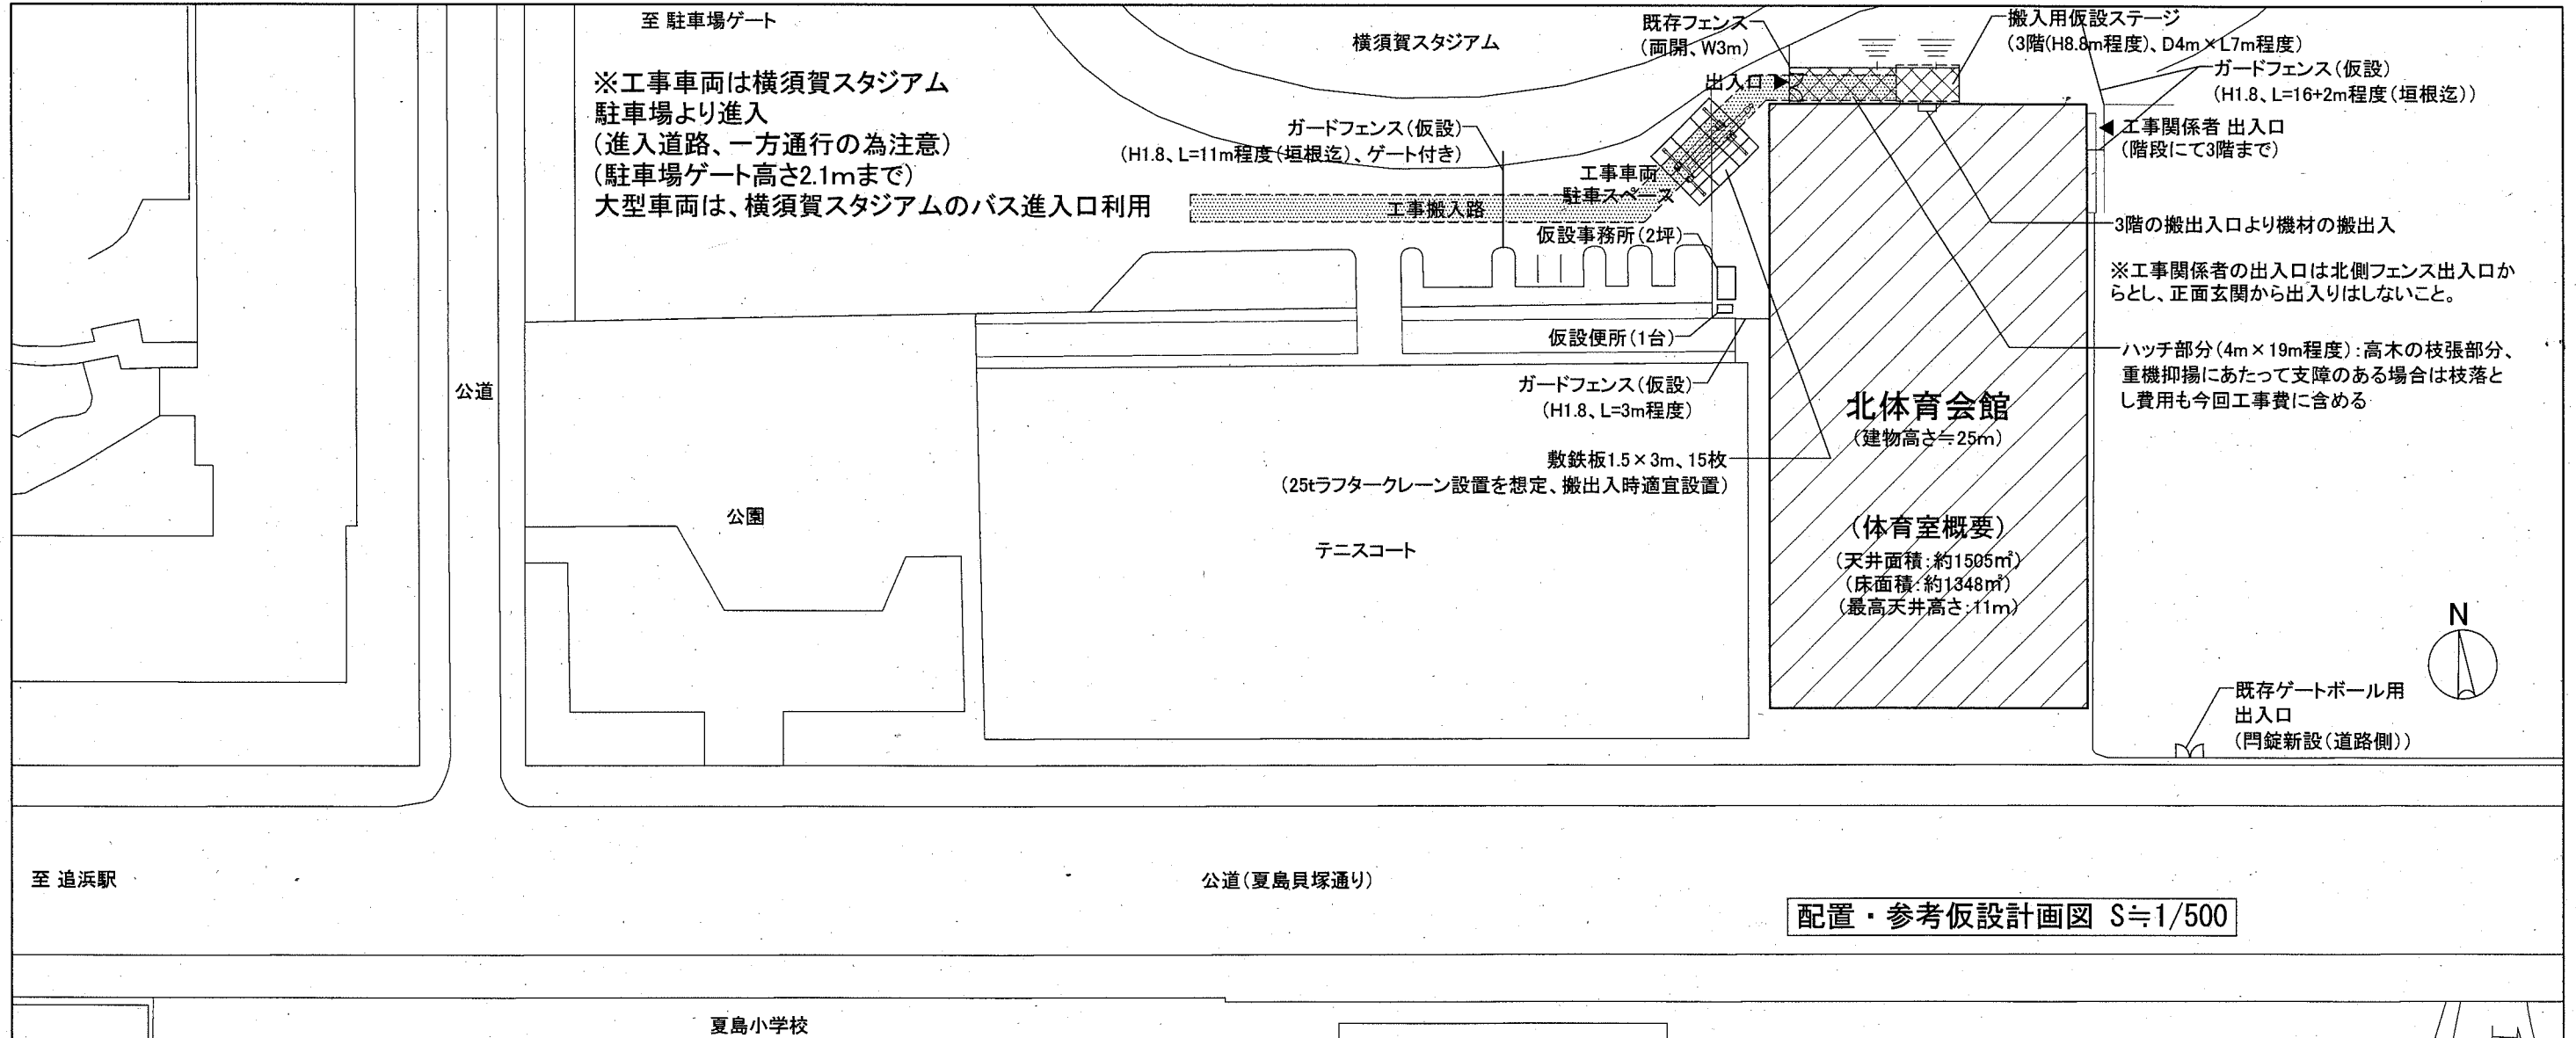 至 駐車場ゲート
横須賀スタジアム
既存フェンス
(両開、W3m)
搬入用仮設ステージ
(3階(H8.8m程度)、D4m×L7m程度)
ガードフェンス(仮設)
(H1.8、L=16+2m程度(垣根迄))
出入口
※工事車両は横須賀スタジアム
駐車場より進入
(進入道路、一方通行の為注意)
(駐車場ゲート高さ2.1mまで)
大型車両は、横須賀スタジアムのバス進入口利用
ガードフェンス(仮設)
(H1.8、L=11m程度(垣根迄)、ゲート付き)
工事関係者 出入口
(階段にて3階まで)
工事車両
駐車スペース
工事搬入路
3階の搬出入口より機材の搬出入
仮設事務所(2坪)
※工事関係者の出入口は北側フェンス出入口か
らとし、正面玄関から出入りはしないこと。
仮設便所(1台)
ハッチ部分(4m×19m程度):高木の枝張部分、
重機抑揚にあたって支障のある場合は枝落と
し費用も今回工事費に含める
ガードフェンス(仮設)
(H1.8、L=3m程度)
公道
北体育会館
(建物高さ≒25m)
敷鉄板1.5×3m、15枚
(25tラフタークレーン設置を想定、搬出入時適宜設置)
公園
テニスコート
(体育室概要)
(天井面積:約1505㎡)
(床面積:約1348㎡)
(最高天井高さ:11m)
N
既存ゲートボール用
出入口
(閂錠新設(道路側))
至 追浜駅
公道(夏島貝塚通り)
配置・参考仮設計画図 S≒1/500
夏島小学校